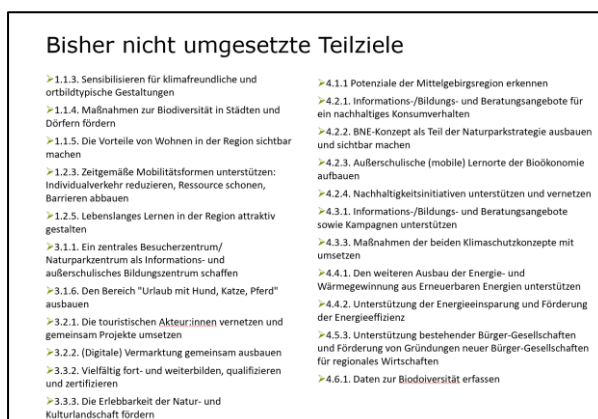 Bisher nicht umgesetzte Teilziele
➢1.1.3. Sensibilisieren für klimafreundliche und
ortbildtypische Gestaltungen
➢1.1.4. Maßnahmen zur Biodiversität in Städten und
Dörfern fördern
➢1.1.5. Die Vorteile von Wohnen in der Region sichtbar
machen
➢1.2.3. Zeitgemäße Mobilitätsformen unterstützen:
Individualverkehr reduzieren, Ressource schonen,
Barrieren abbauen
➢1.2.5. Lebenslanges Lernen in der Region attraktiv
gestalten
➢3.1.1. Ein zentrales Besucherzentrum/
Naturparkzentum als Informations- und
außerschulisches Bildungszentrum schaffen
➢3.1.6. Den Bereich "Urlaub mit Hund, Katze, Pferd"
ausbauen
➢3.2.1. Die touristischen Akteur:innen vernetzen und
gemeinsam Projekte umsetzen
➢3.2.2. (Digitale) Vermarktung gemeinsam ausbauen
➢3.3.2. Vielfältig fort- und weiterbilden, qualifizieren
und zertifizieren
➢3.3.3. Die Erlebbarkeit der Natur- und
Kulturlandschaft fördern
➢4.1.1 Potenziale der Mittelgebirgsregion erkennen
➢4.2.1. Informations-/Bildungs- und Beratungsangebote für
ein nachhaltiges Konsumverhalten
➢4.2.2. BNE-Konzept als Teil der Naturparkstrategie ausbauen
und sichtbar machen
➢4.2.3. Außerschulische (mobile) Lernorte der Bioökonomie
aufbauen
➢4.2.4. Nachhaltigkeitsinitiativen unterstützen und vernetzen
➢4.3.1. Informations-/Bildungs- und Beratungsangebote
sowie Kampagnen unterstützen
➢4.3.3. Maßnahmen der beiden Klimaschutzkonzepte mit
umsetzen
➢4.4.1. Den weiteren Ausbau der Energie- und
Wärmegewinnung aus Erneuerbaren Energien unterstützen
➢4.4.2. Unterstützung der Energieeinsparung und Förderung
der Energieeffizienz
➢4.5.3. Unterstützung bestehender Bürger-Gesellschaften
und Förderung von Gründungen neuer Bürger-Gesellschaften
für regionales Wirtschaften
➢4.6.1. Daten zur Biodoiversität erfassen